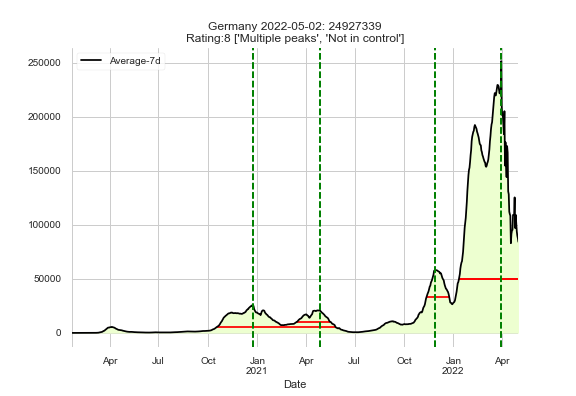 Germany 2022-05-02: 24927339
Rating:8 ['Multiple peaks', 'Not in control']
Average-7d
250000
200000
150000
100000
50000
0
Apr Jul Oct Jan Apr Jul Oct Jan Apr
2021 2022
Date